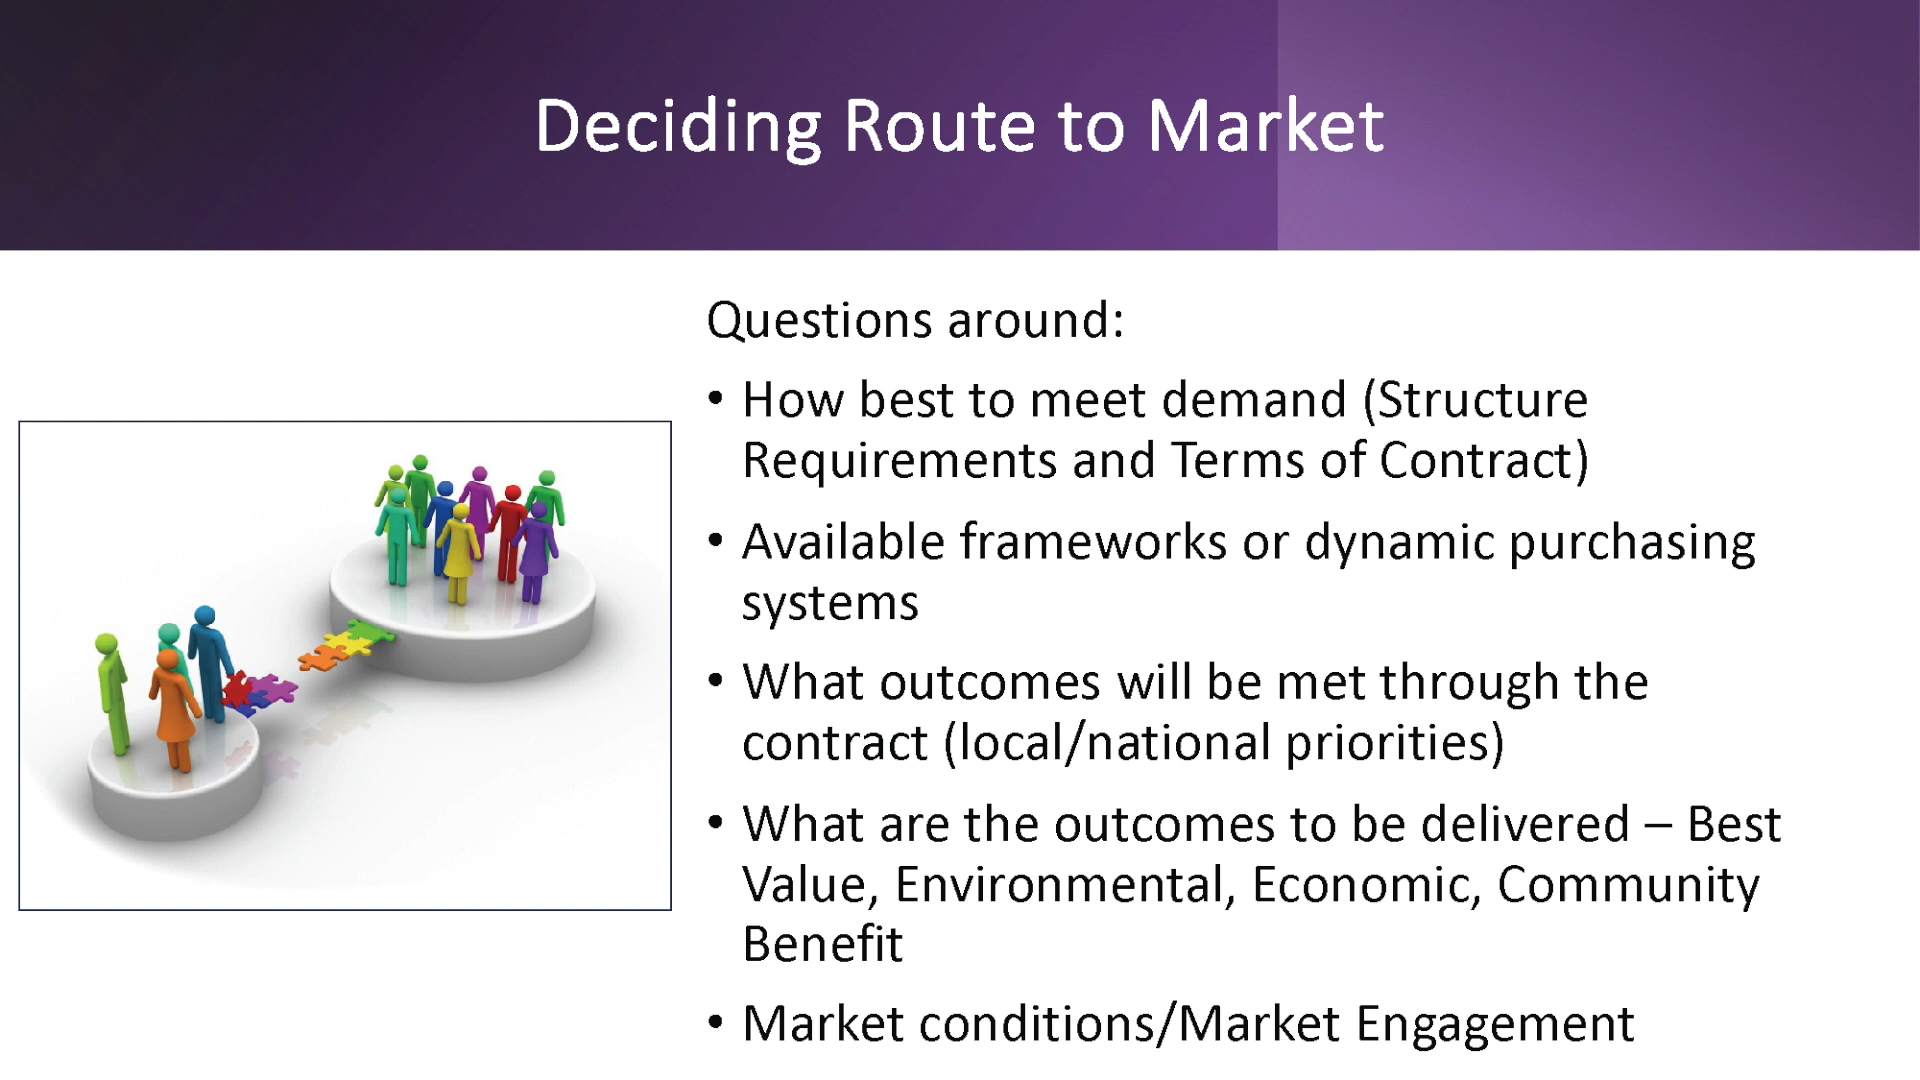 Deciding Route to Market
Questions around:
• How best to meet demand (Structure
Requirements and Terms of Contract)
• Available frameworks or dynamic purchasing
systems
• What outcomes will be met through the
contract (local/national priorities)
• What are the outcomes to be delivered – Best
Value, Environmental, Economic, Community
Benefit
• Market conditions/Market Engagement